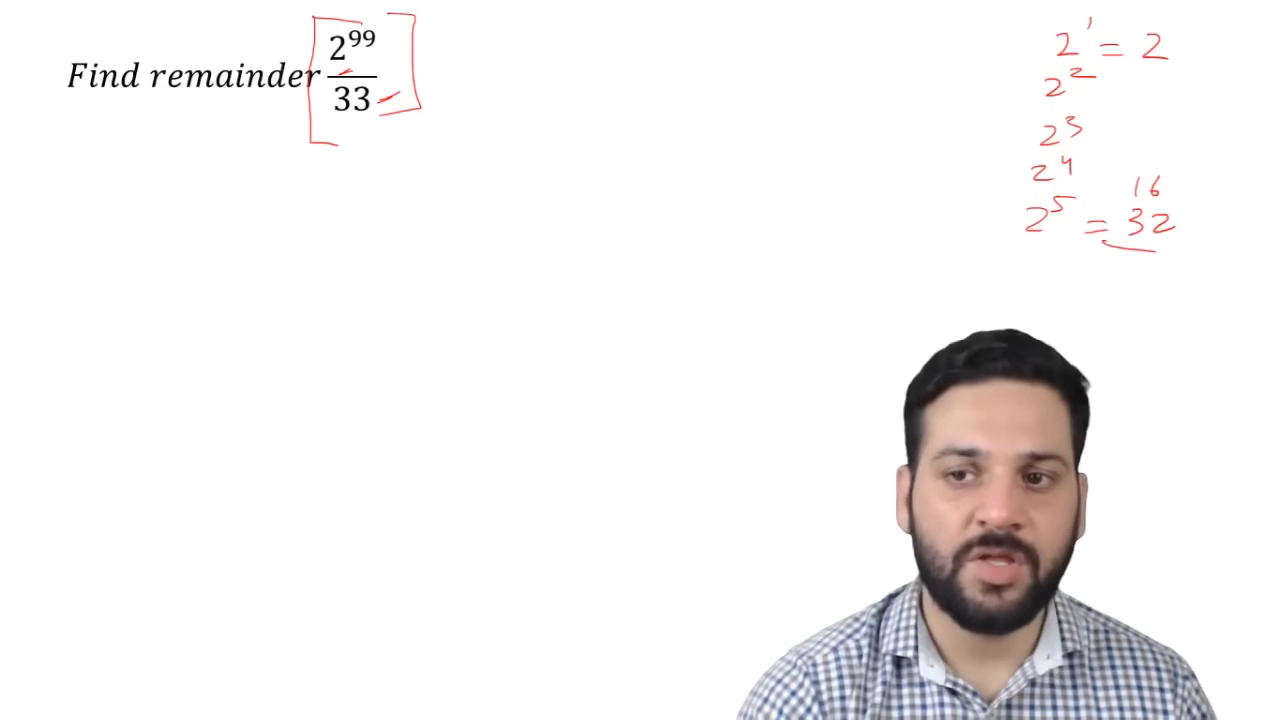 Find remainder 2^99 / 33
2^1 = 2
2^2
2^3
2^4
16
2^5 = 32